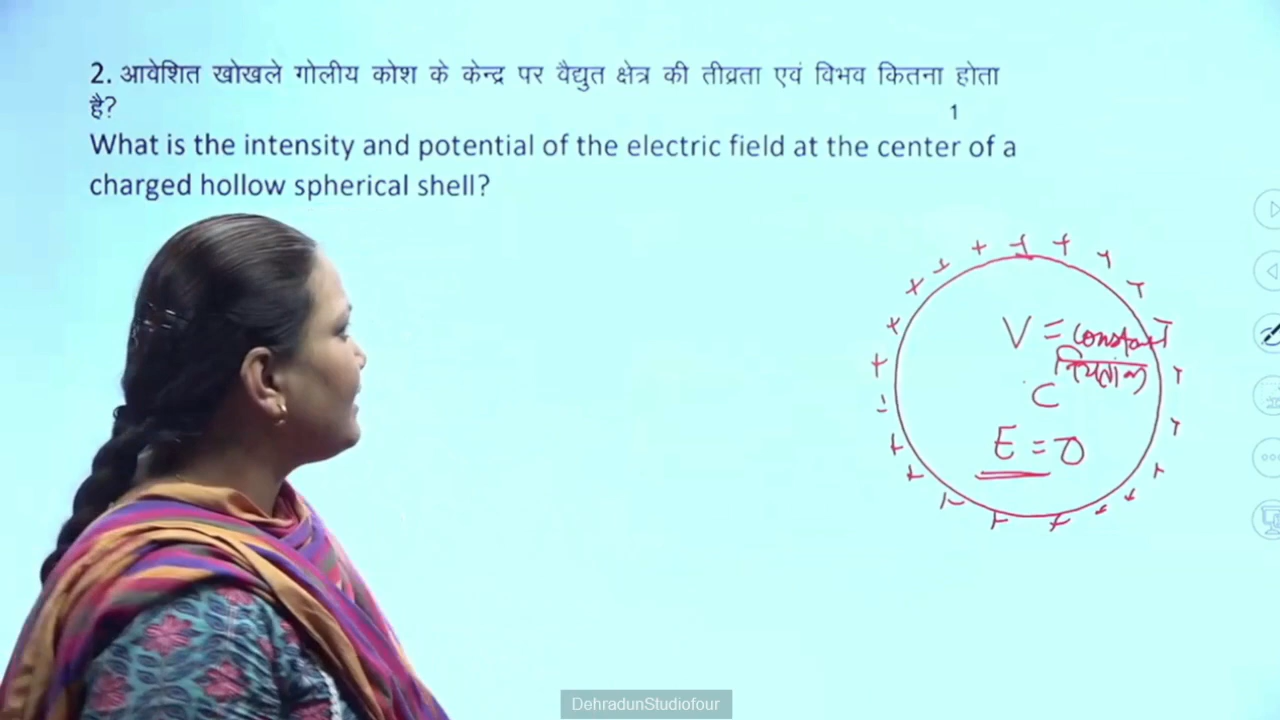 2. आवेशित खोखले गोलीय कोश के केन्द्र पर वैद्युत क्षेत्र की तीव्रता एवं विभव कितना होता
है? 1
What is the intensity and potential of the electric field at the center of a
charged hollow spherical shell?
V = constant
नियतांक
C
E = 0
DehradunStudiofour